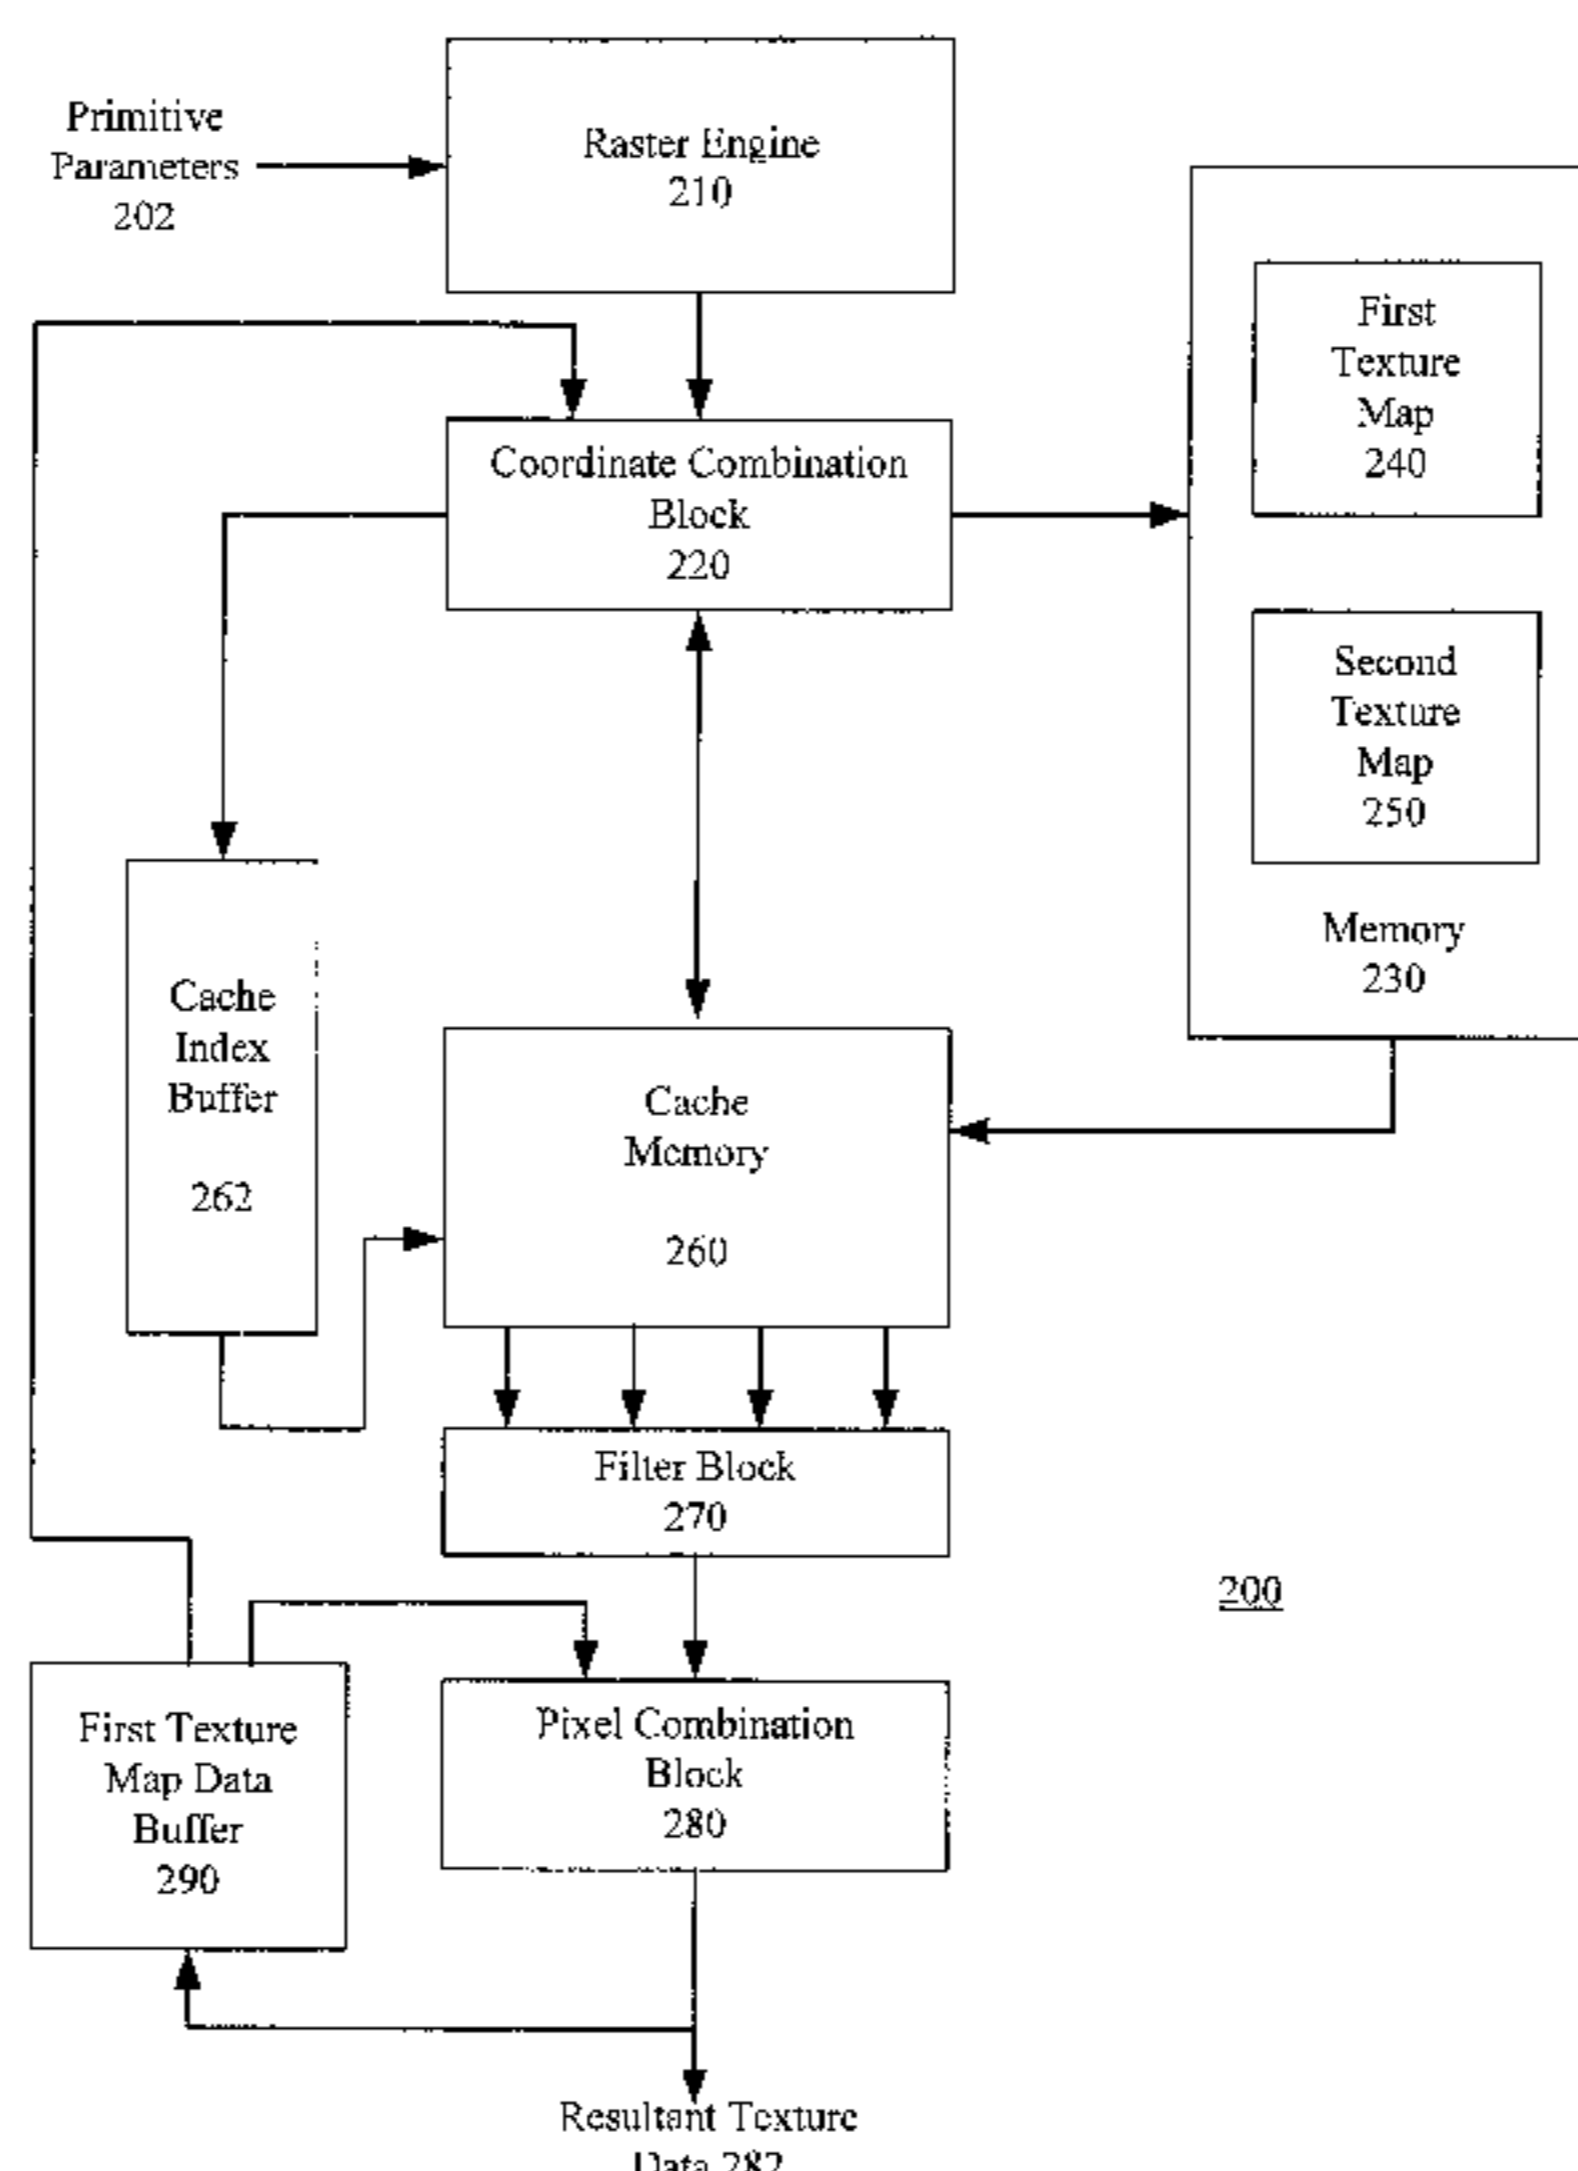 Primitive
Parameters
202
Raster Engine
210
First
Texture
Map
240
Coordinate Combination
Block
220
Second
Texture
Map
250
Memory
230
Cache
Index
Buffer
262
Cache
Memory
260
Filter Block
270
200
First Texture
Map Data
Buffer
290
Pixel Combination
Block
280
Resultant Texture
Data 282